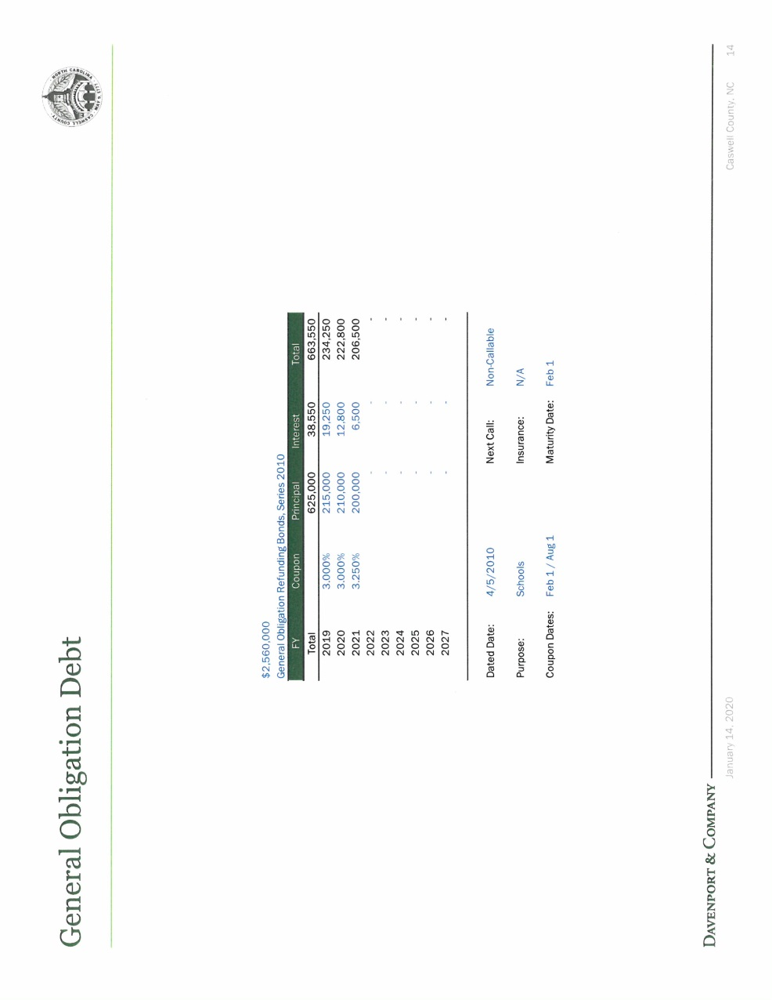 General Obligation Debt
NORTH CAROLINA
CASWELL COUNTY
$2,560,000
General Obligation Refunding Bonds, Series 2010
FY Coupon Principal Interest Total
Total 625,000 38,550 663,550
2019 3.000% 215,000 19,250 234,250
2020 3.000% 210,000 12,800 222,800
2021 3.250% 200,000 6,500 206,500
2022 - - -
2023 - - -
2024 - - -
2025 - - -
2026 - - -
2027 - - -
Dated Date: 4/5/2010 Next Call: Non-Callable
Purpose: Schools Insurance: N/A
Coupon Dates: Feb 1 / Aug 1 Maturity Date: Feb 1
DAVENPORT & COMPANY
January 14, 2020 Caswell County, NC 14